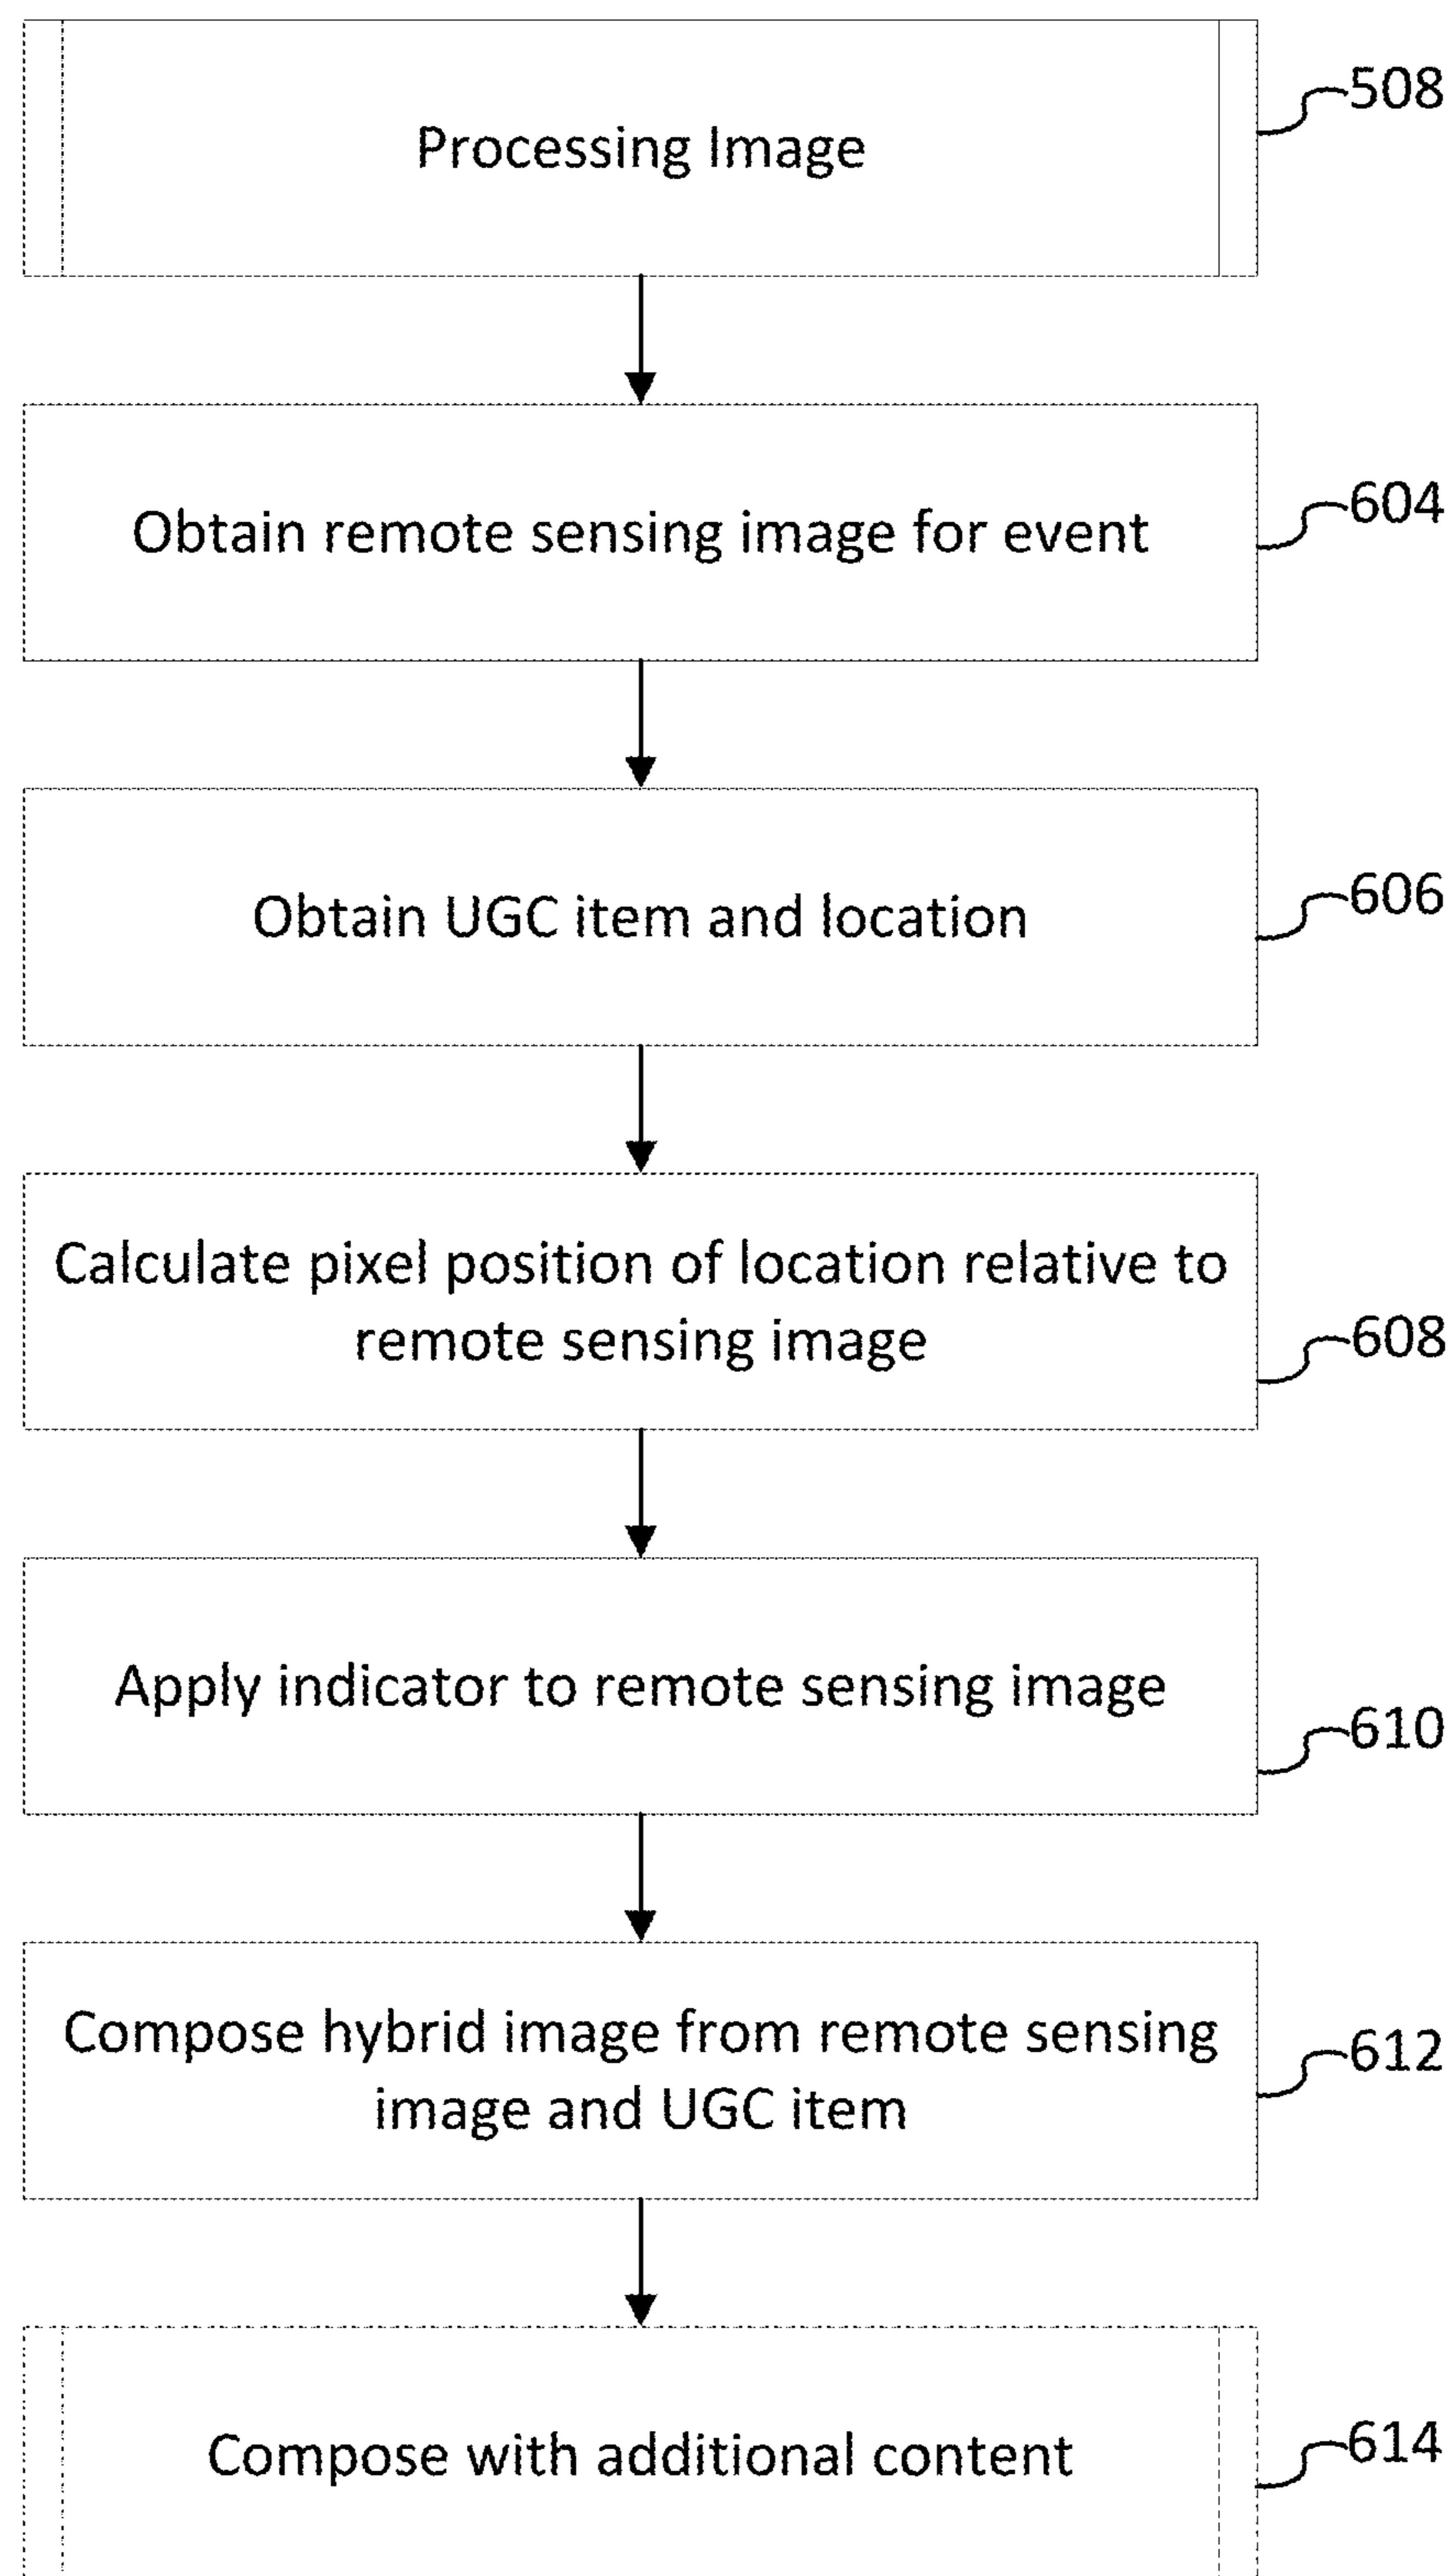 Processing Image
508
Obtain remote sensing image for event
604
Obtain UGC item and location
606
Calculate pixel position of location relative to
remote sensing image
608
Apply indicator to remote sensing image
610
Compose hybrid image from remote sensing
image and UGC item
612
Compose with additional content
614